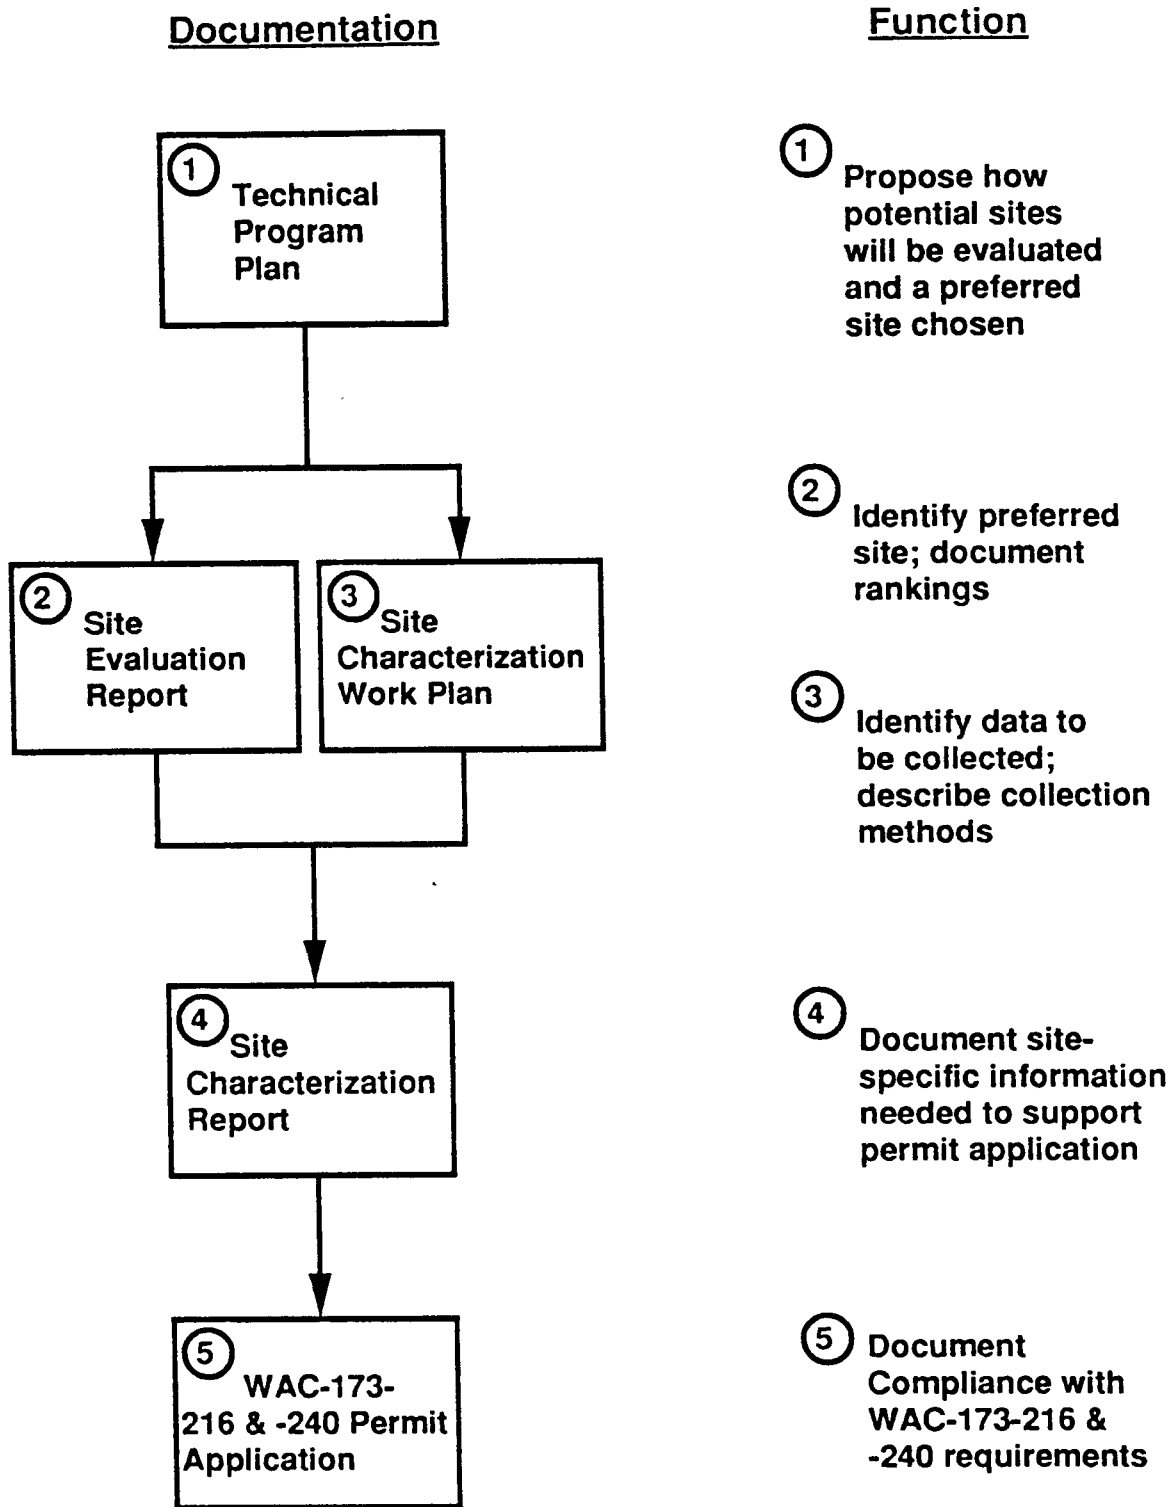 Documentation
Function
1
Technical
Program
Plan
1
Propose how
potential sites
will be evaluated
and a preferred
site chosen
2
Site
Evaluation
Report
3
Site
Characterization
Work Plan
2
Identify preferred
site; document
rankings
3
Identify data to
be collected;
describe collection
methods
4
Site
Characterization
Report
4
Document site-
specific information
needed to support
permit application
5
WAC-173-
216 & -240 Permit
Application
5
Document
Compliance with
WAC-173-216 &
-240 requirements